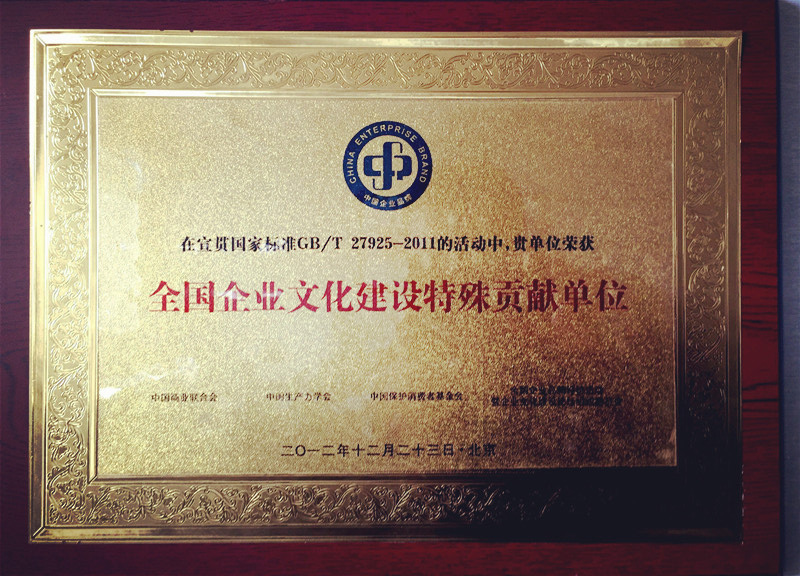 CHINA ENTERPRISE BRAND
中国企业品牌
在宣贯国家标准GB/T 27925-2011的活动中,贵单位荣获
全国企业文化建设特殊贡献单位
中国商业联合会 中国生产力学会 中国保护消费者基金会
二〇一二年十二月二十三日·北京